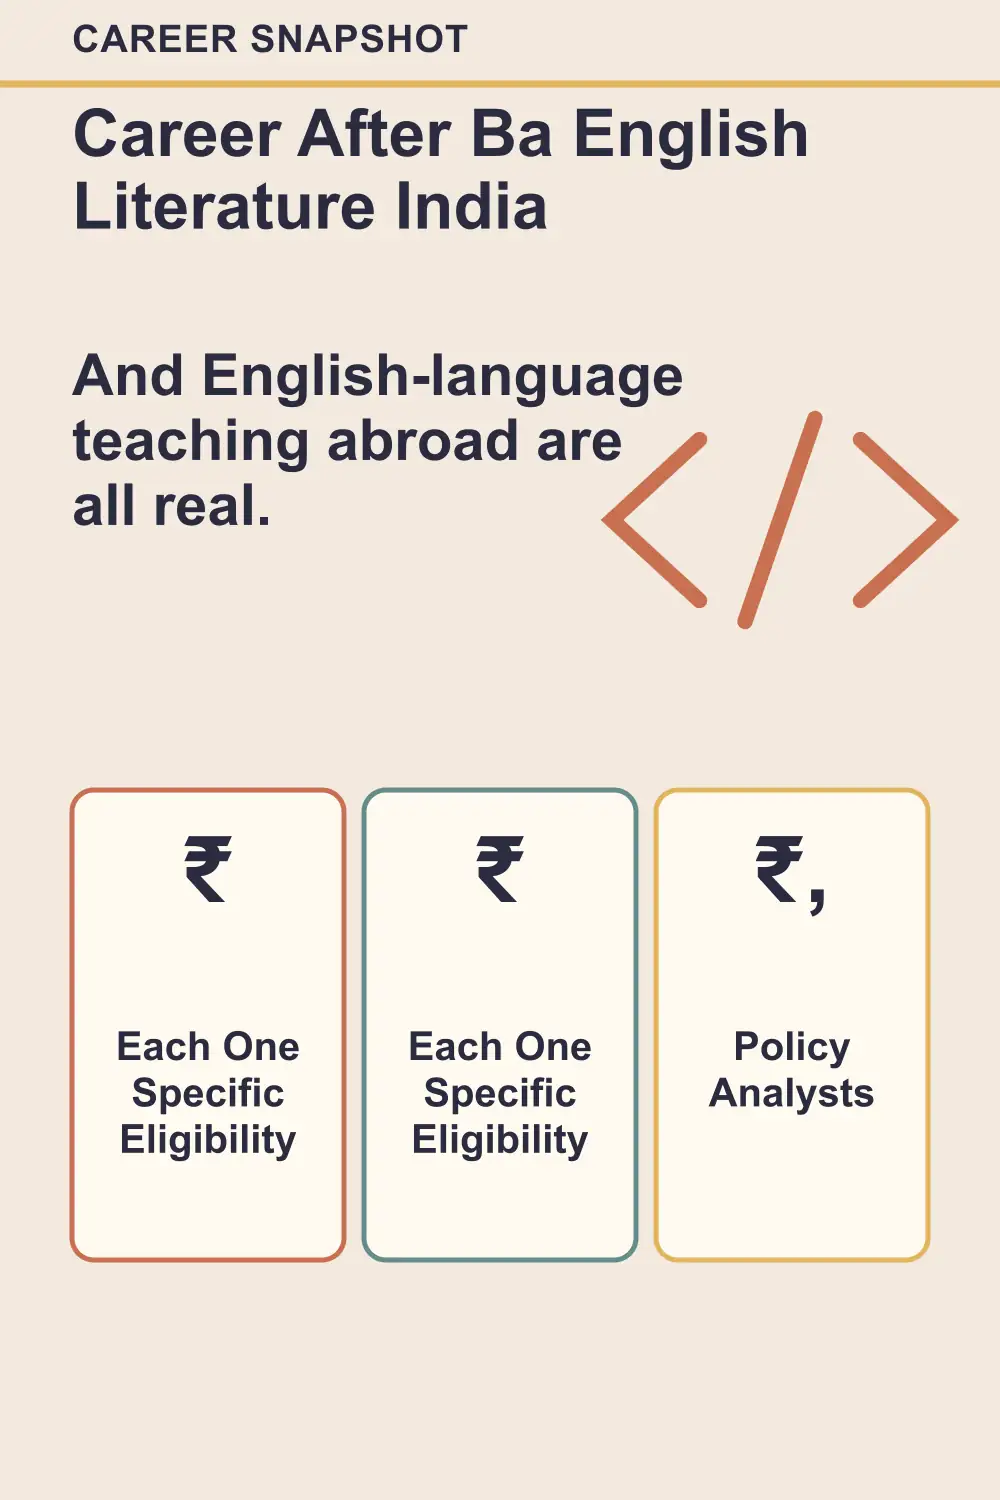 CAREER SNAPSHOT
Career After Ba English
Literature India
And English-language
teaching abroad are
all real.
₹
Each One
Specific
Eligibility
₹
Each One
Specific
Eligibility
₹,
Policy
Analysts